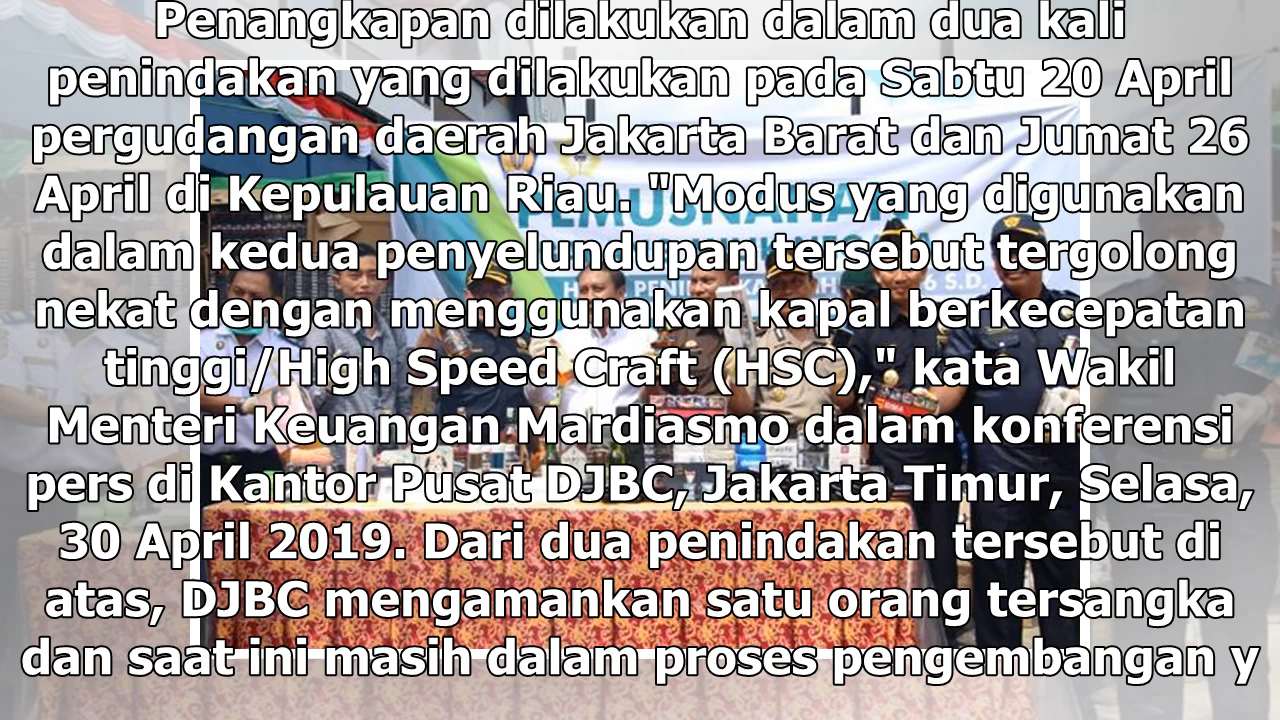 Penangkapan dilakukan dalam dua kali
penindakan yang dilakukan pada Sabtu 20 April
pergudangan daerah Jakarta Barat dan Jumat 26
April di Kepulauan Riau. "Modus yang digunakan
dalam kedua penyelundupan tersebut tergolong
nekat dengan menggunakan kapal berkecepatan
tinggi/High Speed Craft (HSC)," kata Wakil
Menteri Keuangan Mardiasmo dalam konferensi
pers di Kantor Pusat DJBC, Jakarta Timur, Selasa,
30 April 2019. Dari dua penindakan tersebut di
atas, DJBC mengamankan satu orang tersangka
dan saat ini masih dalam proses pengembangan y
PEMUSNAHAN
6 S.D.